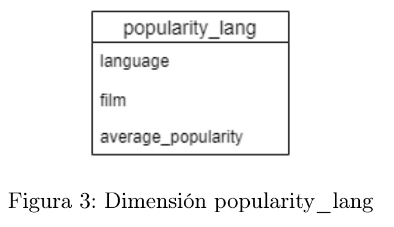 popularity_lang
language
film
average_popularity
Figura 3: Dimensión popularity_lang